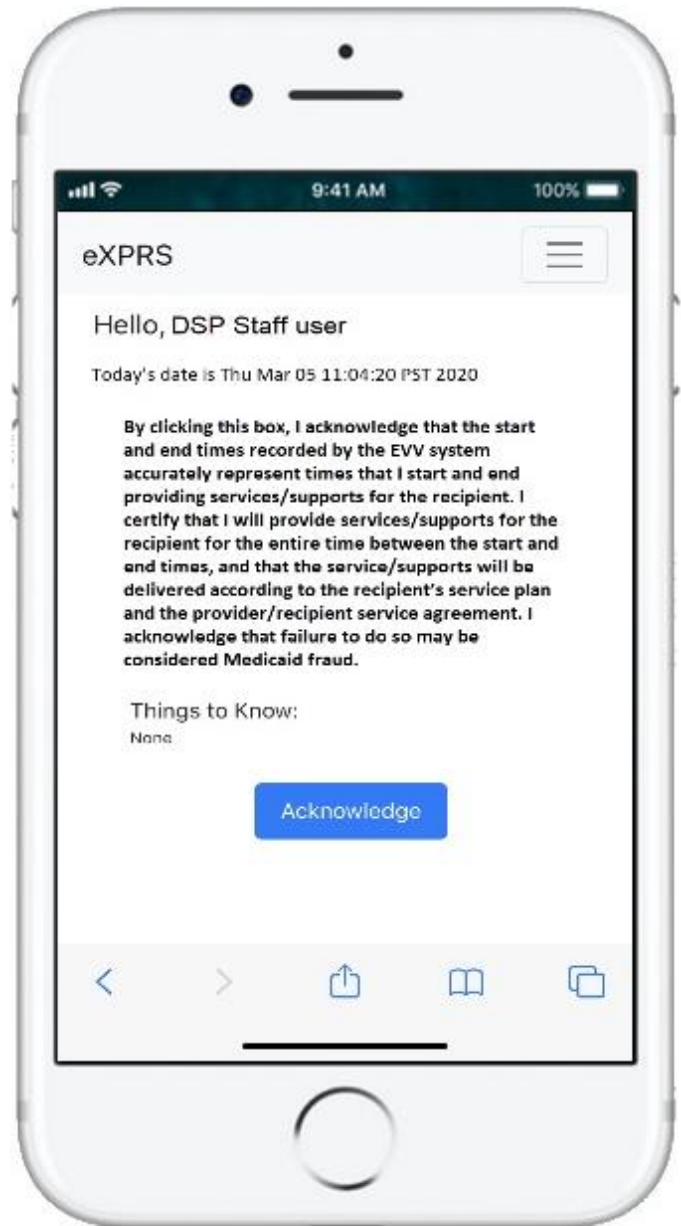 9:41 AM
100%
eXPRS
Hello, DSP Staff user
Today's date is Thu Mar 05 11:04:20 PST 2020
By clicking this box, I acknowledge that the start
and end times recorded by the EVV system
accurately represent times that I start and end
providing services/supports for the recipient. I
certify that I will provide services/supports for the
recipient for the entire time between the start and
end times, and that the service/supports will be
delivered according to the recipient's service plan
and the provider/recipient service agreement. I
acknowledge that failure to do so may be
considered Medicaid fraud.
Things to Know:
None
Acknowledge